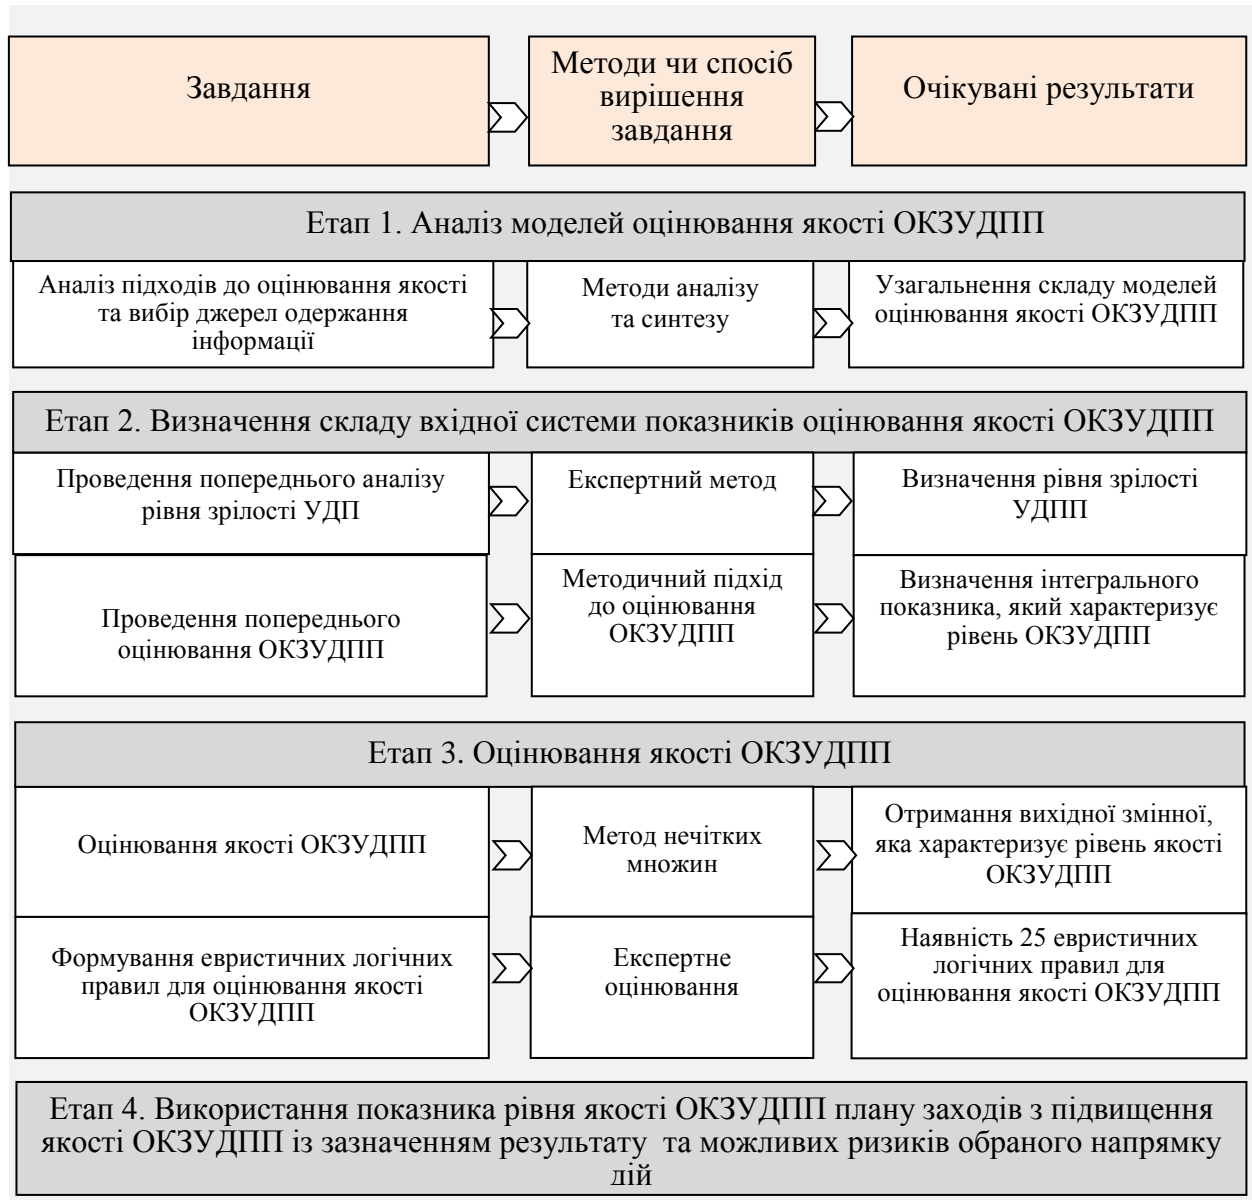 Завдання
Методи чи спосіб
вирішення
завдання
Очікувані результати
Етап 1. Аналіз моделей оцінювання якості ОКЗУДПП
Аналіз підходів до оцінювання якості
та вибір джерел одержання
інформації
Методи аналізу
та синтезу
Узагальнення складу моделей
оцінювання якості ОКЗУДПП
Етап 2. Визначення складу вхідної системи показників оцінювання якості ОКЗУДПП
Проведення попереднього аналізу
рівня зрілості УДП
Експертний метод
Визначення рівня зрілості
УДПП
Проведення попереднього
оцінювання ОКЗУДПП
Методичний підхід
до оцінювання
ОКЗУДПП
Визначення інтегрального
показника, який характеризує
рівень ОКЗУДПП
Етап 3. Оцінювання якості ОКЗУДПП
Оцінювання якості ОКЗУДПП
Метод нечітких
множин
Отримання вихідної змінної,
яка характеризує рівень якості
ОКЗУДПП
Формування евристичних логічних
правил для оцінювання якості
ОКЗУДПП
Експертне
оцінювання
Наявність 25 евристичних
логічних правил для
оцінювання якості ОКЗУДПП
Етап 4. Використання показника рівня якості ОКЗУДПП плану заходів з підвищення
якості ОКЗУДПП із зазначенням результату та можливих ризиків обраного напрямку
дій